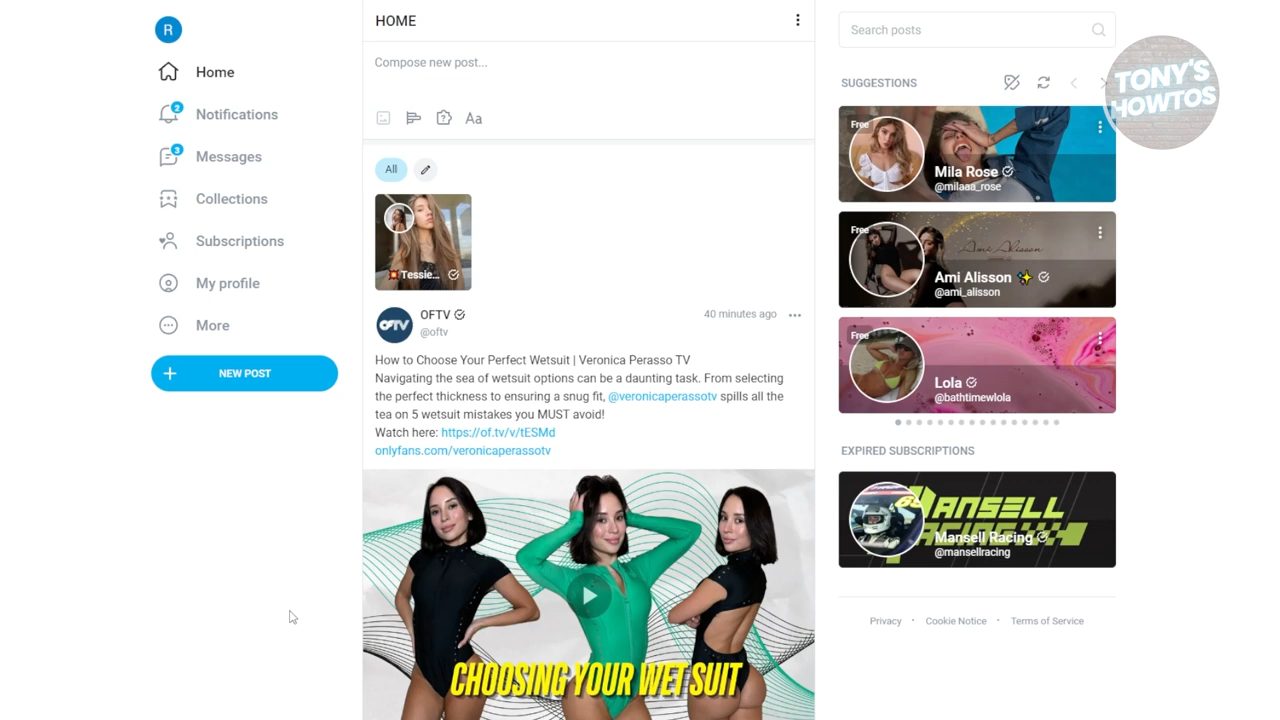 R
Home
2
Notifications
3
Messages
Collections
Subscriptions
My profile
More
NEW POST
HOME
Compose new post...
Aa
All
Tessie...
OFTV
OFTV
@oftv
40 minutes ago
How to Choose Your Perfect Wetsuit | Veronica Perasso TV
Navigating the sea of wetsuit options can be a daunting task. From selecting
the perfect thickness to ensuring a snug fit, @veronicaperassotv spills all the
tea on 5 wetsuit mistakes you MUST avoid!
Watch here: https://of.tv/v/tESMd
onlyfans.com/veronicaperassotv
CHOOSING YOUR WET SUIT
Search posts
TONY'S
HOWTOS
SUGGESTIONS
Free
Mila Rose
@milaaa_rose
Free
Ami Alisson
Ami Alisson
@ami_alisson
Free
Lola
@bathtimewlola
EXPIRED SUBSCRIPTIONS
MANSELL
RACING
Mansell Racing
@mansellracing
Privacy · Cookie Notice · Terms of Service